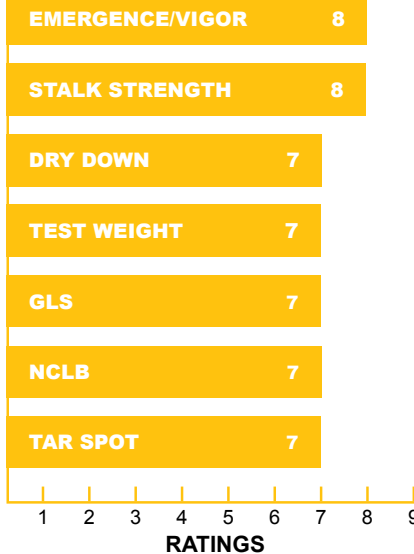 EMERGENCE/VIGOR 8
STALK STRENGTH 8
DRY DOWN 7
TEST WEIGHT 7
GLS 7
NCLB 7
TAR SPOT 7
1 2 3 4 5 6 7 8 9
RATINGS